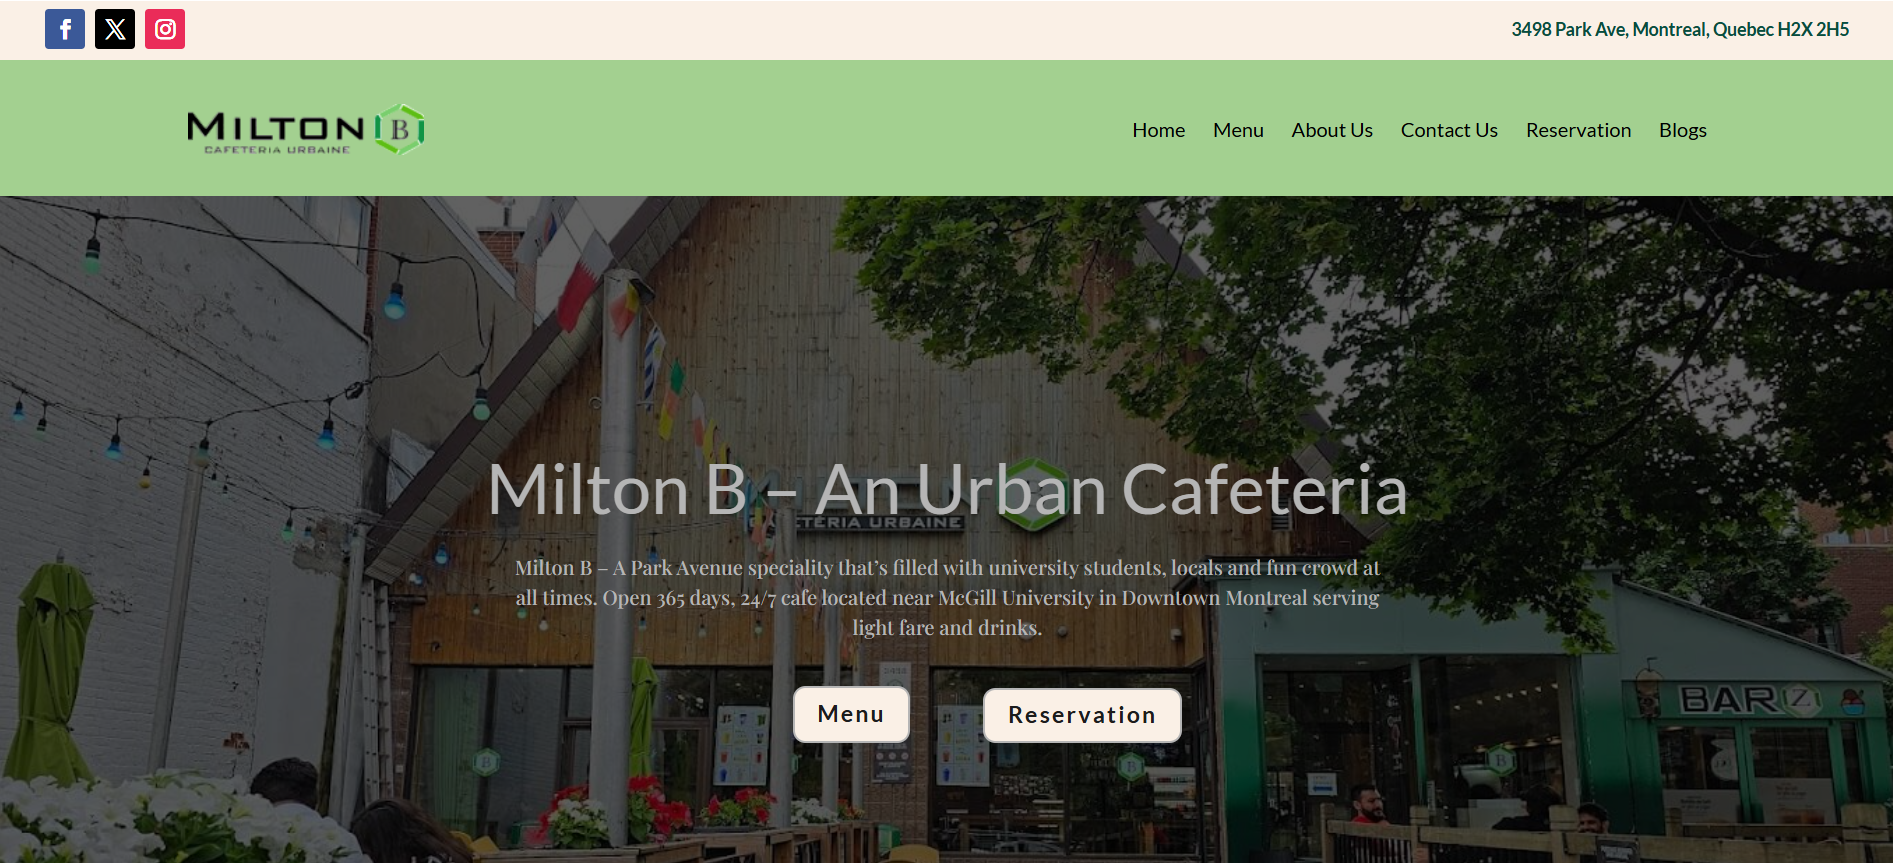 3498 Park Ave, Montreal, Quebec H2X 2H5
MILTON B
CAFETERIA URBAINE
Home Menu About Us Contact Us Reservation Blogs
Milton B – An Urban Cafeteria
TERIA URBAINE
Milton B – A Park Avenue speciality that's filled with university students, locals and fun crowd at
all times. Open 365 days, 24/7 cafe located near McGill University in Downtown Montreal serving
light fare and drinks.
BAR Z
Menu Reservation
B
B